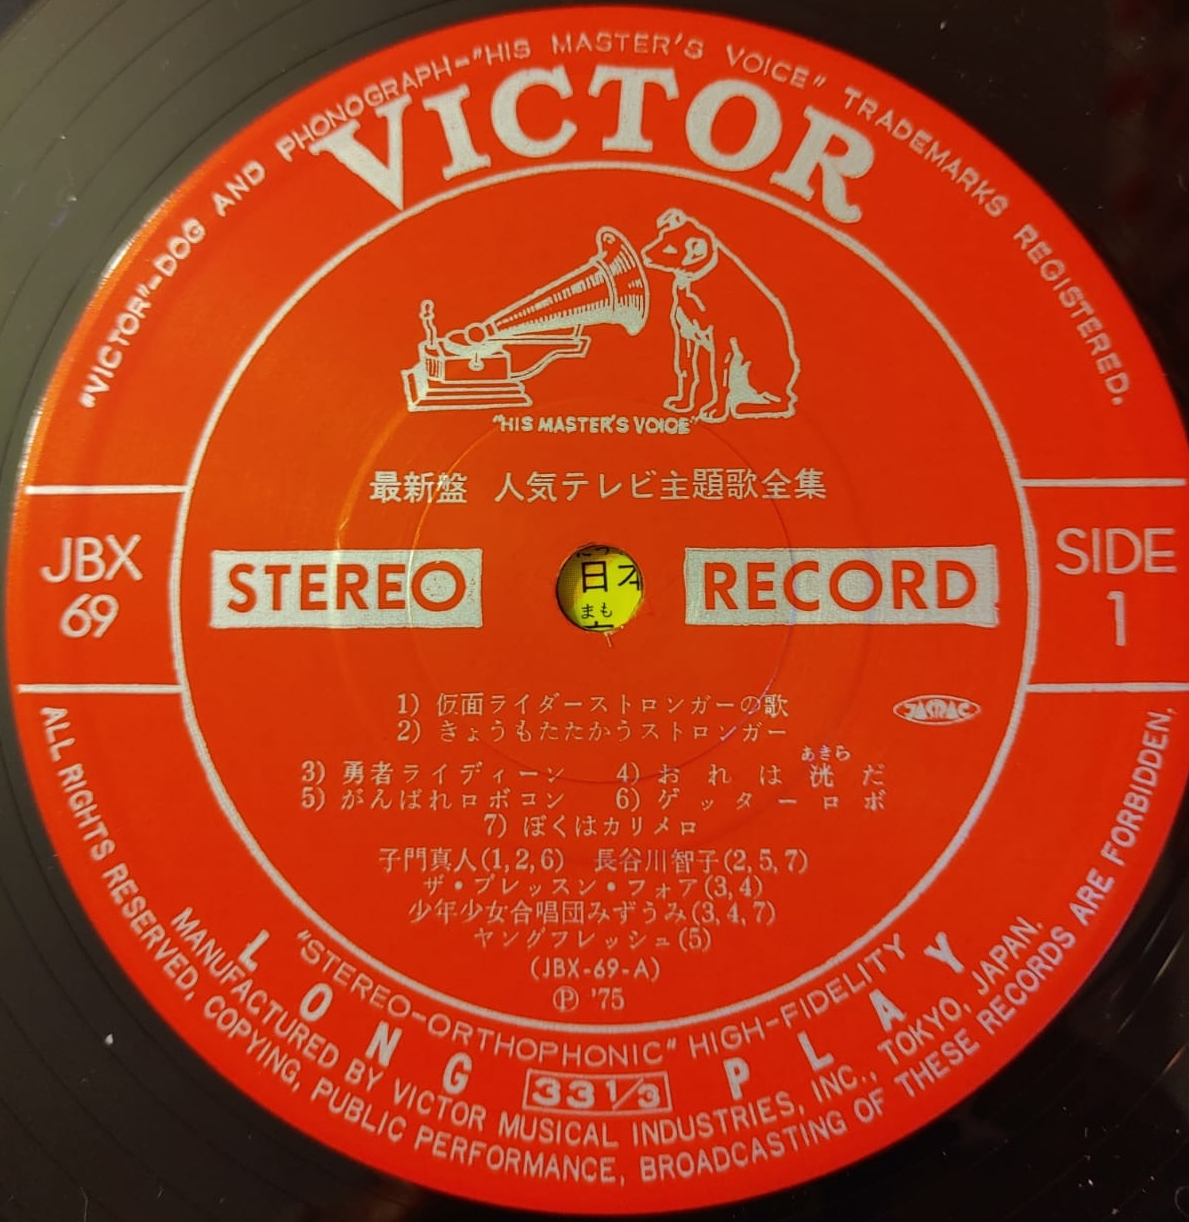 "VICTOR"–DOG AND PHONOGRAPH–"HIS MASTER'S VOICE" TRADEMARKS REGISTERED.
VICTOR
"HIS MASTER'S VOICE"
最新盤 人気テレビ主題歌全集
JBX
69
STEREO
日本
まも
RECORD
SIDE
1
1) 仮面ライダーストロンガーの歌
JASRAC
2) きょうもたたかうストロンガー
あきら
3) 勇者ライディーン 4) おれは洸だ
5) がんばれロボコン 6) ゲッターロボ
7) ぼくはカリメロ
子門真人(1,2,6) 長谷川智子(2,5,7)
ザ・ブレッスン・フォア(3,4)
少年少女合唱団みずうみ(3,4,7)
ヤングフレッシュ(5)
(JBX-69-A)
Ⓟ '75
"STEREO–ORTHOPHONIC" HIGH–FIDELITY
LONG PLAY
33 1/3
MANUFACTURED BY VICTOR MUSICAL INDUSTRIES, INC., TOKYO, JAPAN.
ALL RIGHTS RESERVED, COPYING, PUBLIC PERFORMANCE, BROADCASTING OF THESE RECORDS ARE FORBIDDEN,